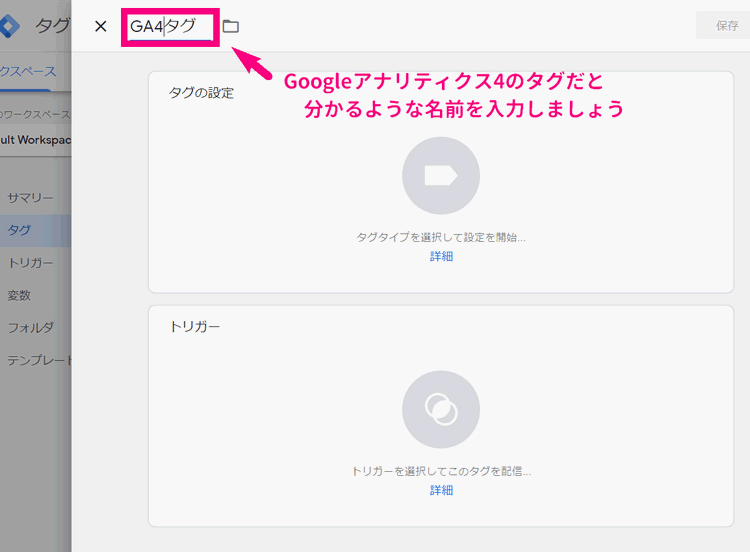 タグ
GA4タグ
保存
クスペース
Googleアナリティクス4のタグだと
分かるような名前を入力しましょう
のワークスペース
ult Workspac
タグの設定
タグタイプを選択して設定を開始...
詳細
サマリー
タグ
トリガー
変数
フォルダ
テンプレート
トリガー
トリガーを選択してこのタグを配信...
詳細